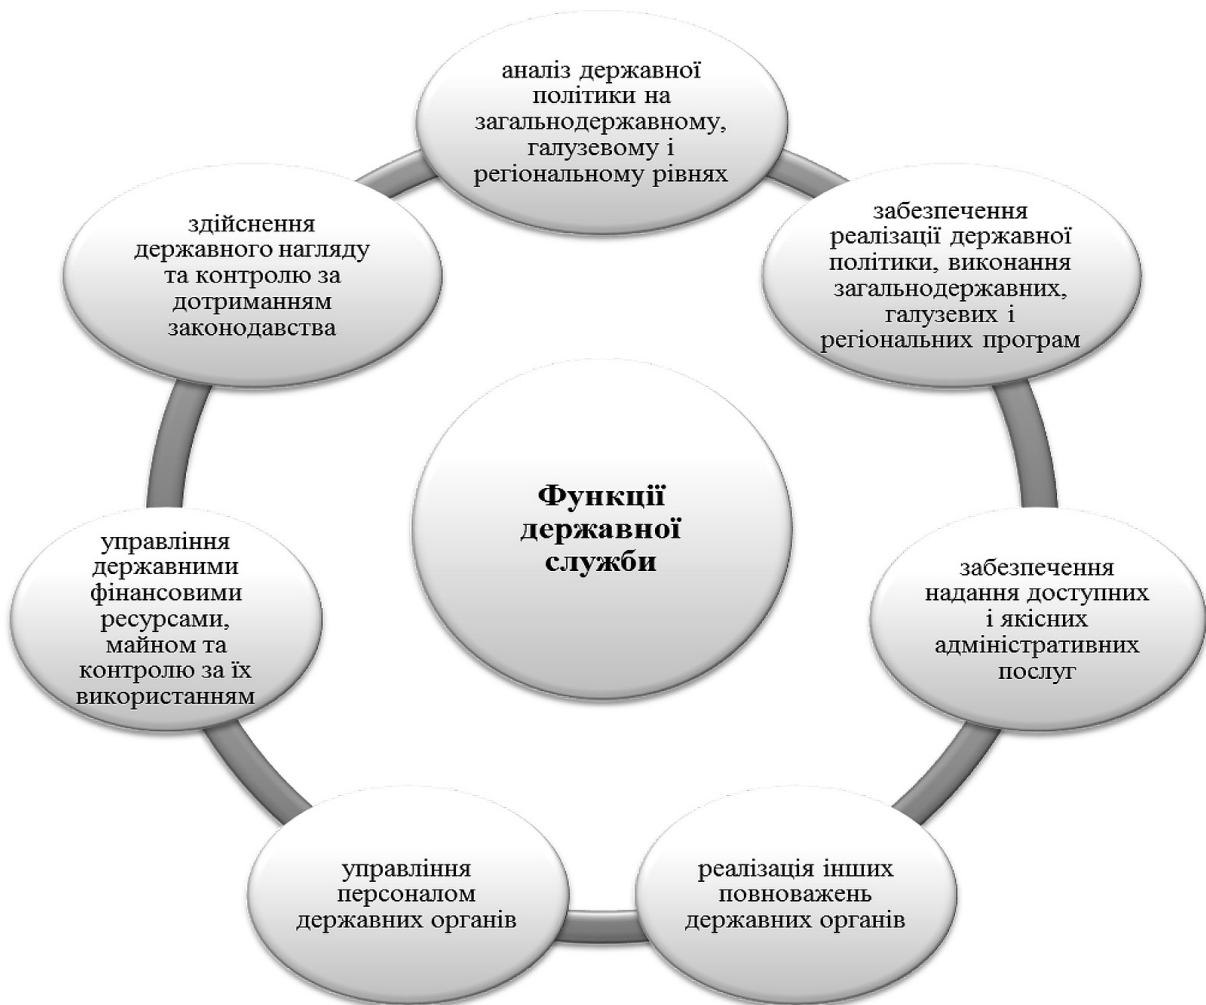 аналіз державної
політики на
загальнодержавному,
галузевому і
регіональному рівнях
забезпечення
реалізації державної
політики, виконання
загальнодержавних,
галузевих і
регіональних програм
забезпечення
надання доступних
і якісних
адміністративних
послуг
реалізація інших
повноважень
державних органів
управління
персоналом
державних органів
управління
державними
фінансовими
ресурсами,
майном та
контролю за їх
використанням
здійснення
державного нагляду
та контролю за
дотриманням
законодавства
Функції
державної
служби